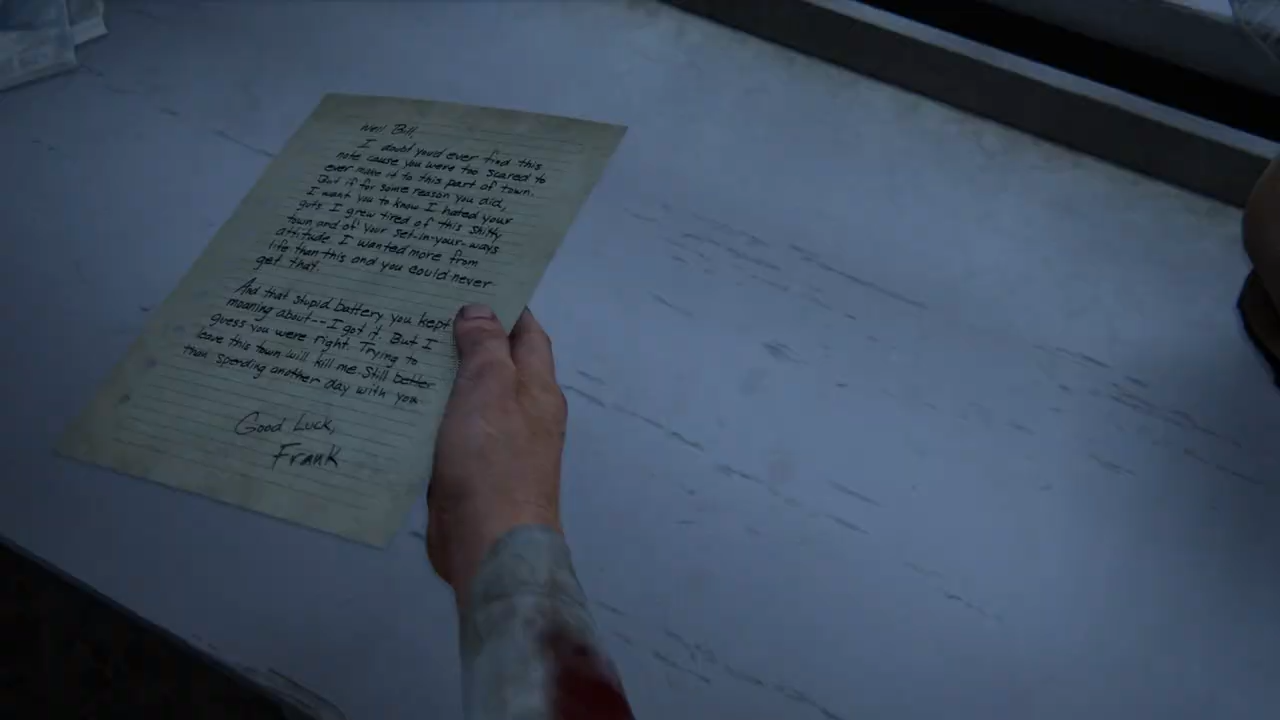 Well Bill,
I doubt you'd ever find this
note cause you were too scared to
ever make it to this part of town.
But if for some reason you did,
I want you to know I hated your
guts. I grew tired of this shitty
town and of your set-in-your-ways
attitude. I wanted more from
life than this and you could never
get that.
And that stupid battery you kept
moaning about-- I got it. But I
guess you were right. Trying to
leave this town will kill me. Still better
than spending another day with you
Good Luck,
Frank